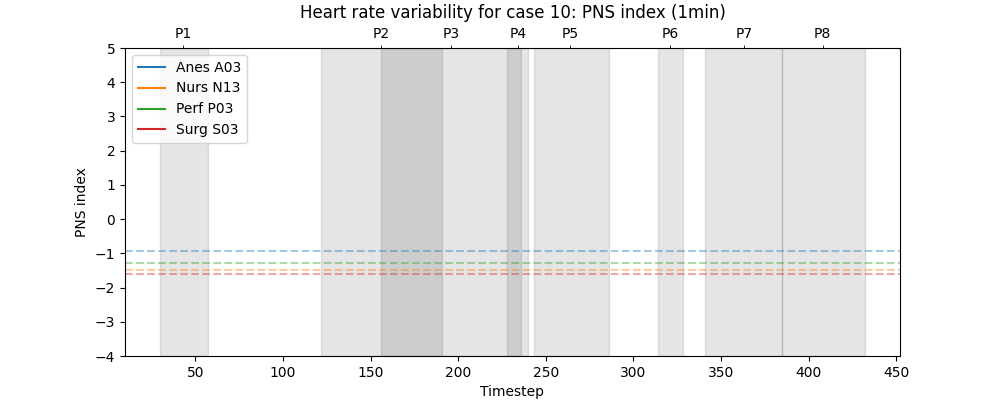 Heart rate variability for case 10: PNS index (1min)
P1 P2 P3 P4 P5 P6 P7 P8
Anes A03
Nurs N13
Perf P03
Surg S03
PNS index
5
4
3
2
1
0
−1
−2
−3
−4
50 100 150 200 250 300 350 400 450
Timestep